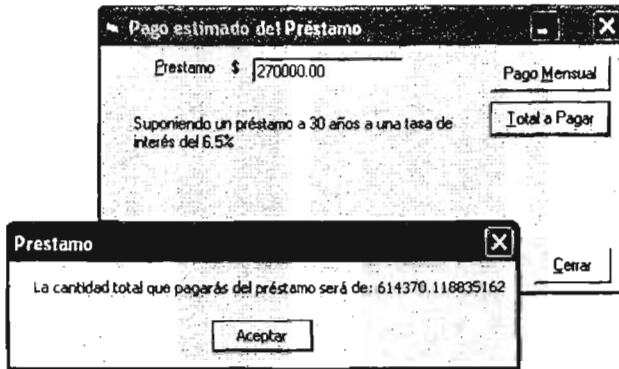 Pago estimado del Préstamo
Prestamo $ 270000.00
Pago Mensual
Suponiendo un préstamo a 30 años a una tasa de
interés del 6.5%
Total a Pagar
Cerrar
Prestamo
La cantidad total que pagarás del préstamo será de: 614370.118835162
Aceptar